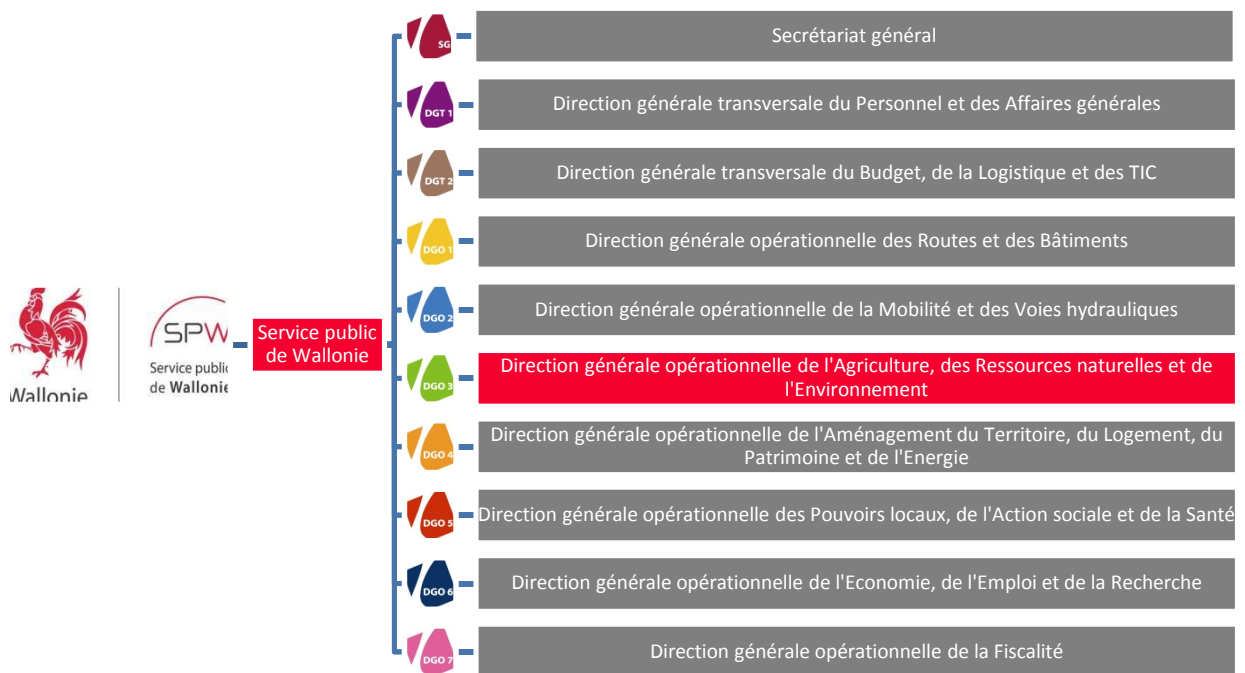 SG
Secrétariat général
DGT 1
Direction générale transversale du Personnel et des Affaires générales
DGT 2
Direction générale transversale du Budget, de la Logistique et des TIC
DGO 1
Direction générale opérationnelle des Routes et des Bâtiments
DGO 2
Direction générale opérationnelle de la Mobilité et des Voies hydrauliques
Wallonie
SPW
Service public
de Wallonie
Service public
de Wallonie
DGO 3
Direction générale opérationnelle de l'Agriculture, des Ressources naturelles et de
l'Environnement
DGO 4
Direction générale opérationnelle de l'Aménagement du Territoire, du Logement, du
Patrimoine et de l'Energie
DGO 5
Direction générale opérationnelle des Pouvoirs locaux, de l'Action sociale et de la Santé
DGO 6
Direction générale opérationnelle de l'Economie, de l'Emploi et de la Recherche
DGO 7
Direction générale opérationnelle de la Fiscalité